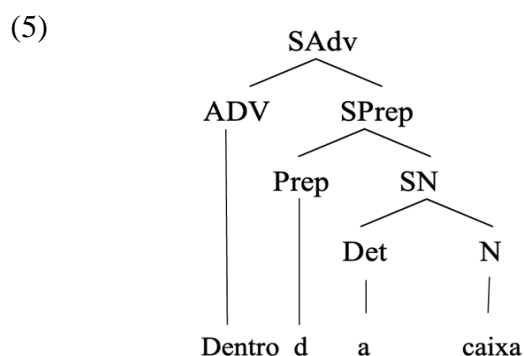 (5)
SAdv
ADV SPrep
Prep SN
Det N
Dentro d a caixa